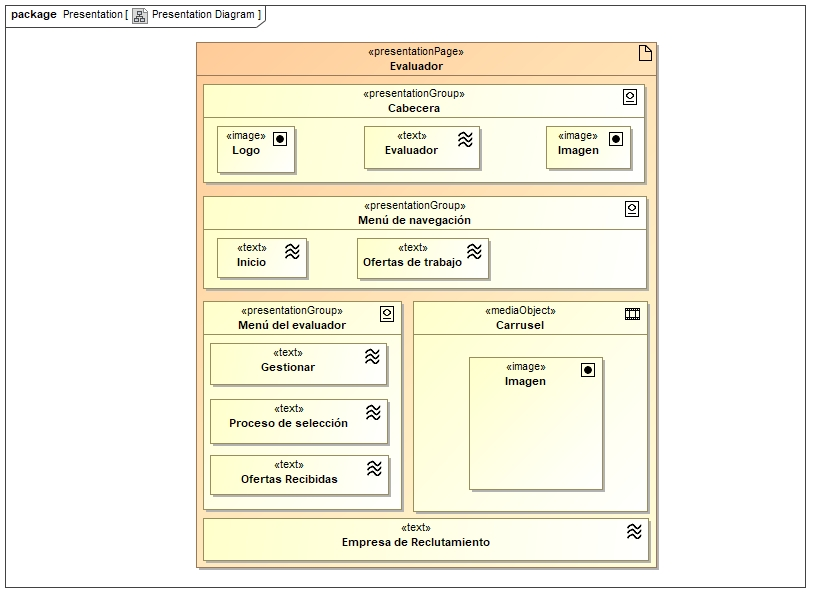 package Presentation [ Presentation Diagram ]
«presentationPage»
Evaluador
«presentationGroup»
Cabecera
«image»
Logo
«text»
Evaluador
«image»
Imagen
«presentationGroup»
Menú de navegación
«text»
Inicio
«text»
Ofertas de trabajo
«presentationGroup»
Menú del evaluador
«text»
Gestionar
«text»
Proceso de selección
«text»
Ofertas Recibidas
«mediaObject»
Carrusel
«image»
Imagen
«text»
Empresa de Reclutamiento